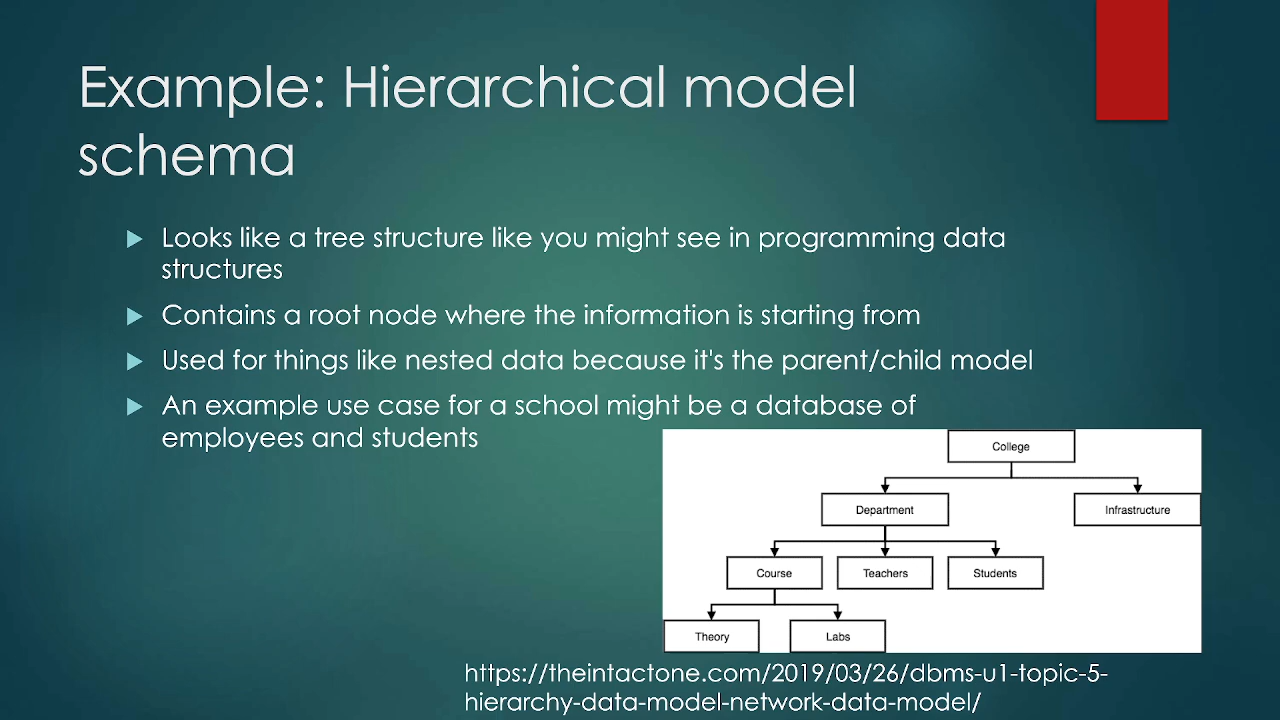 Example: Hierarchical model
schema
Looks like a tree structure like you might see in programming data
structures
Contains a root node where the information is starting from
Used for things like nested data because it's the parent/child model
An example use case for a school might be a database of
employees and students
College
Department
Infrastructure
Course
Teachers
Students
Theory
Labs
https://theintactone.com/2019/03/26/dbms-u1-topic-5-
hierarchy-data-model-network-data-model/